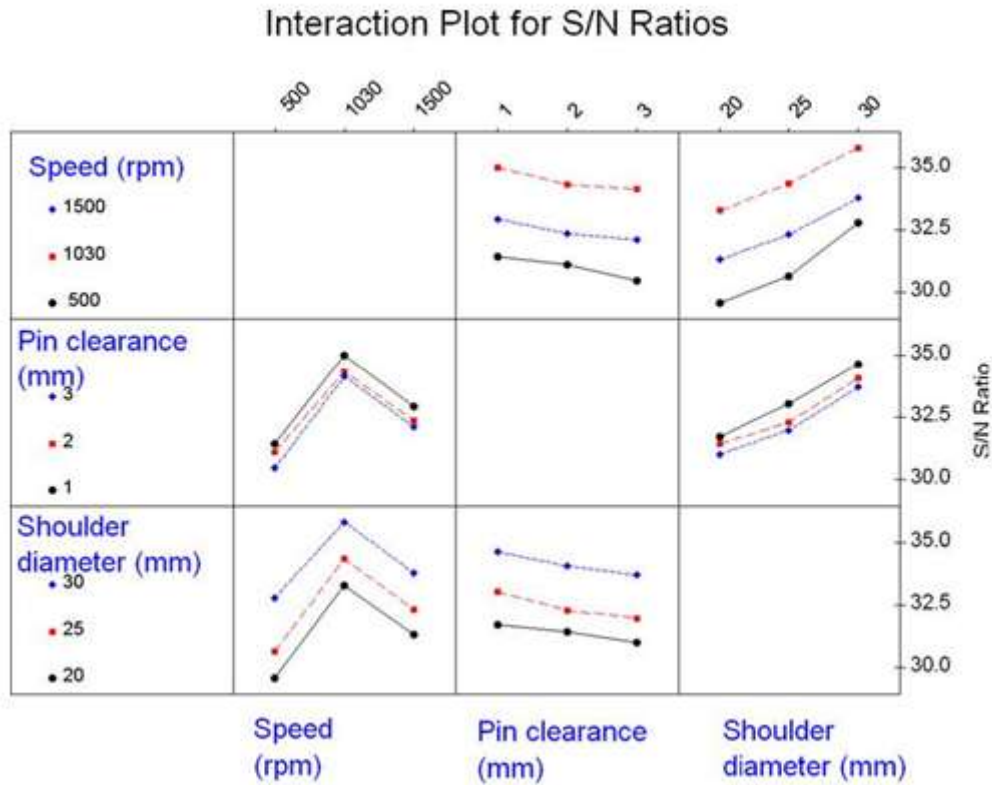 Interaction Plot for S/N Ratios
500 1030 1500 1 2 3 20 25 30
Speed (rpm)
1500
1030
500
35.0
32.5
30.0
Pin clearance
(mm)
3
2
1
35.0
32.5
30.0
S/N Ratio
Shoulder
diameter (mm)
30
25
20
35.0
32.5
30.0
Speed
(rpm)
Pin clearance
(mm)
Shoulder
diameter (mm)